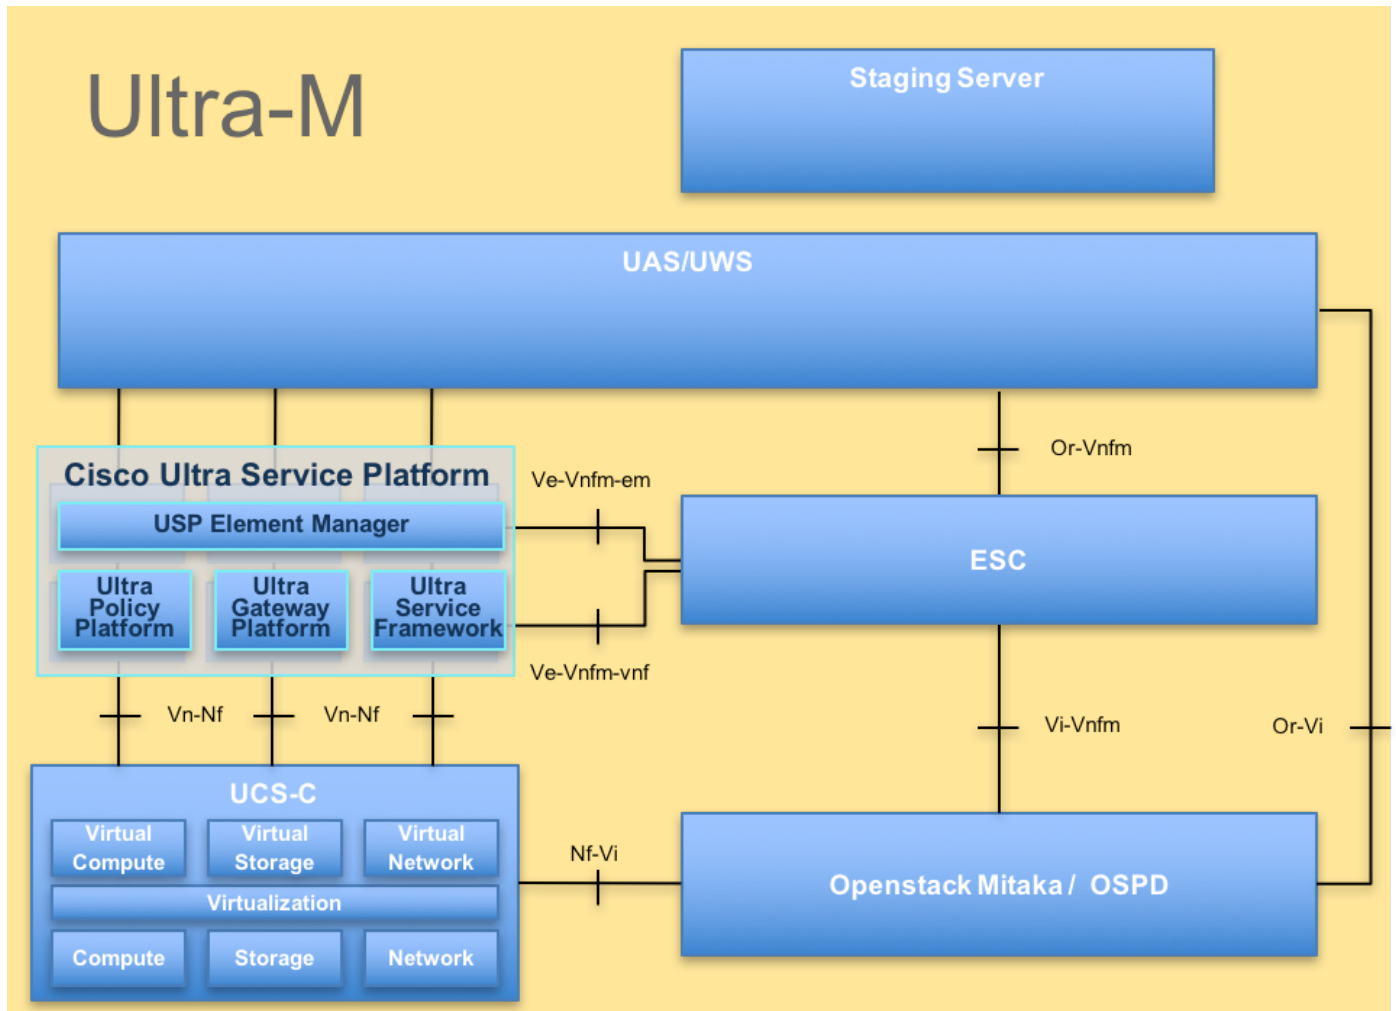 Ultra-M
Staging Server
UAS/UWS
Or-Vnfm
Cisco Ultra Service Platform
Ve-Vnfm-em
USP Element Manager
ESC
Ultra
Policy
Platform
Ultra
Gateway
Platform
Ultra
Service
Framework
Ve-Vnfm-vnf
Vn-Nf
Vn-Nf
Vi-Vnfm
Or-Vi
UCS-C
Virtual
Compute
Virtual
Storage
Virtual
Network
Nf-Vi
Openstack Mitaka / OSPD
Virtualization
Compute
Storage
Network